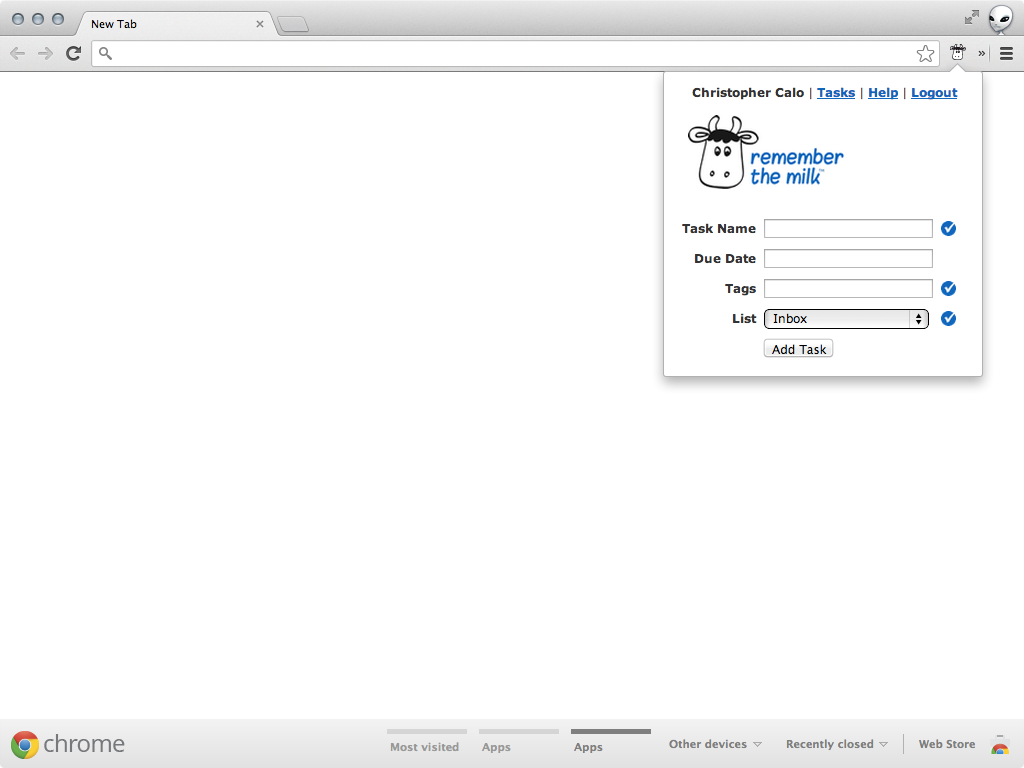 New Tab
»
Christopher Calo | Tasks | Help | Logout
remember
the milk™
Task Name
Due Date
Tags
List Inbox
Add Task
chrome Most visited Apps Apps Other devices Recently closed Web Store